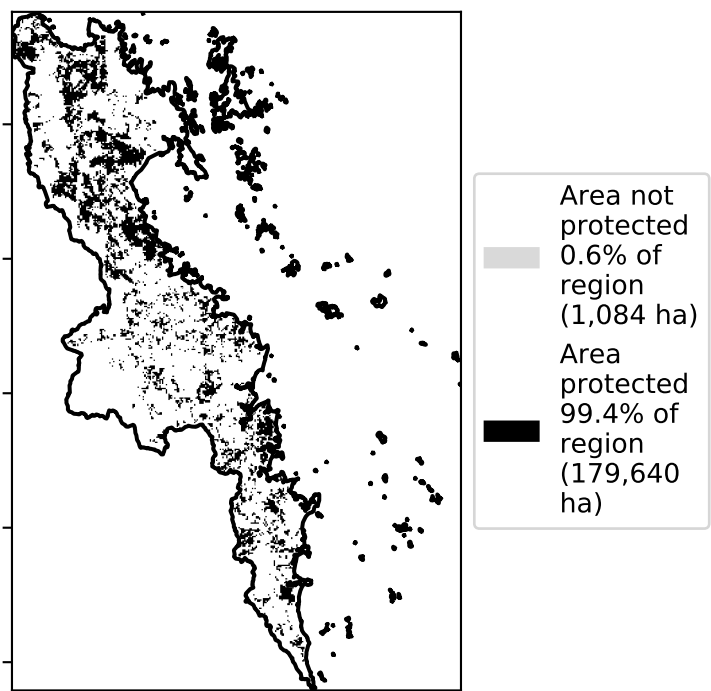 Area not
protected
0.6% of
region
(1,084 ha)
Area
protected
99.4% of
region
(179,640
ha)